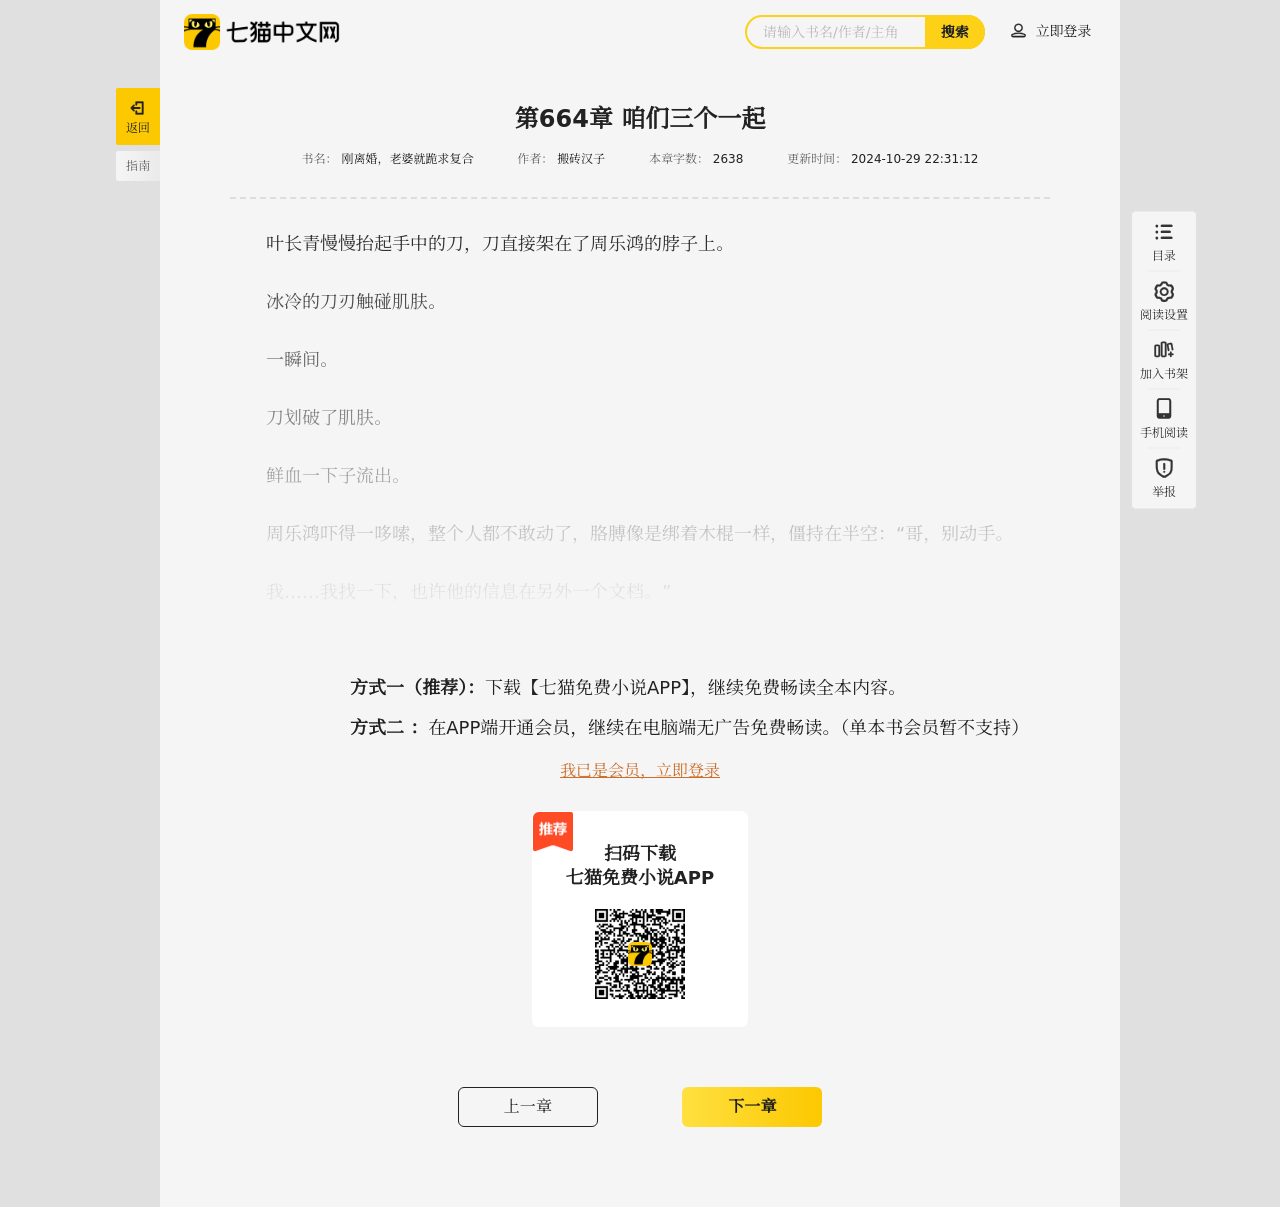 七猫中文网
请输入书名/作者/主角
搜索
立即登录
返回
指南
第664章 咱们三个一起
书名： 刚离婚，老婆就跪求复合 作者： 搬砖汉子 本章字数： 2638 更新时间： 2024-10-29 22:31:12
叶长青慢慢抬起手中的刀，刀直接架在了周乐鸿的脖子上。
冰冷的刀刃触碰肌肤。
一瞬间。
刀划破了肌肤。
鲜血一下子流出。
周乐鸿吓得一哆嗦，整个人都不敢动了，胳膊像是绑着木棍一样，僵持在半空：“哥，别动手。
我……我找一下，也许他的信息在另外一个文档。”
目录
阅读设置
加入书架
手机阅读
举报
方式一（推荐）：下载【七猫免费小说APP】，继续免费畅读全本内容。
方式二 ：在APP端开通会员，继续在电脑端无广告免费畅读。（单本书会员暂不支持）
我已是会员，立即登录
推荐
扫码下载
七猫免费小说APP
上一章
下一章